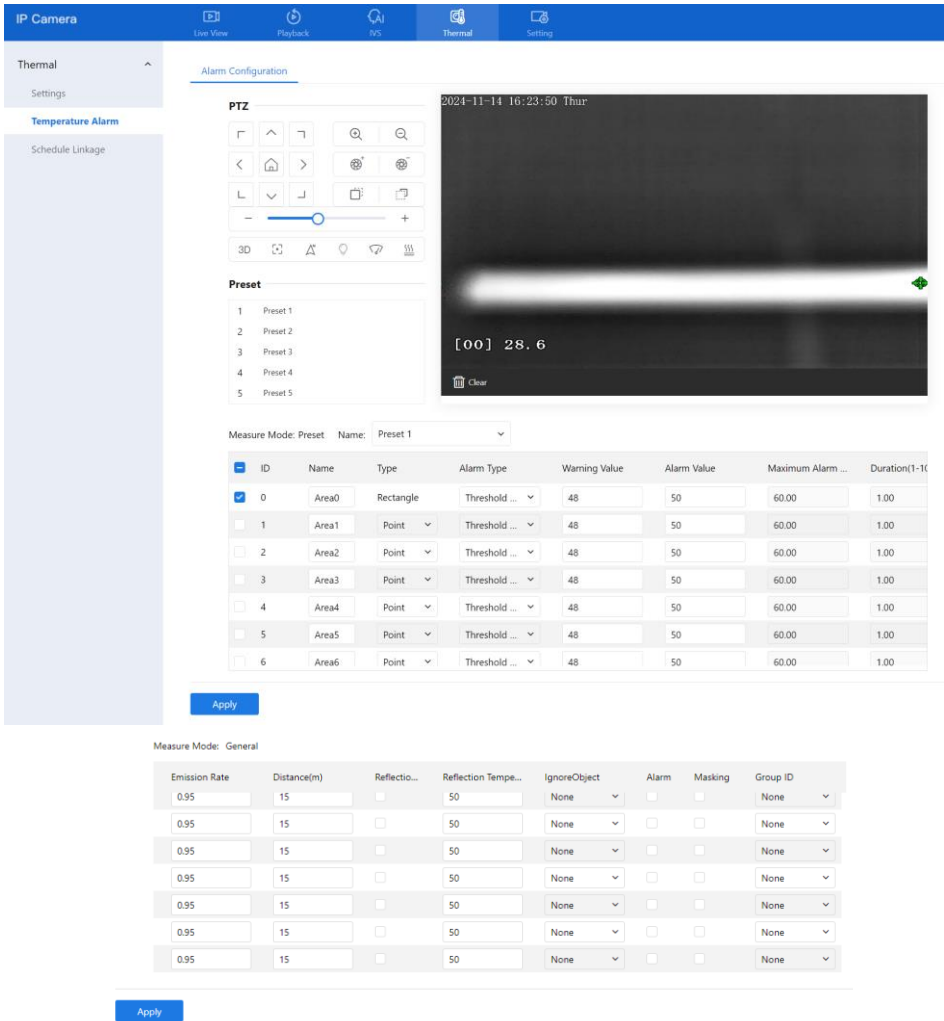 IP Camera
Live View Playback IVS Thermal Setting
Thermal
Settings
Temperature Alarm
Schedule Linkage
Alarm Configuration
PTZ
3D
Preset
1 Preset 1
2 Preset 2
3 Preset 3
4 Preset 4
5 Preset 5
2024-11-14 16:23:50 Thur
[00] 28.6
Clear
Measure Mode: Preset Name: Preset 1
ID Name Type Alarm Type Warning Value Alarm Value Maximum Alarm ... Duration(1-10
0 Area0 Rectangle Threshold ... 48 50 60.00 1.00
1 Area1 Point Threshold ... 48 50 60.00 1.00
2 Area2 Point Threshold ... 48 50 60.00 1.00
3 Area3 Point Threshold ... 48 50 60.00 1.00
4 Area4 Point Threshold ... 48 50 60.00 1.00
5 Area5 Point Threshold ... 48 50 60.00 1.00
6 Area6 Point Threshold ... 48 50 60.00 1.00
Apply
Measure Mode: General
Emission Rate Distance(m) Reflectio... Reflection Tempe... IgnoreObject Alarm Masking Group ID
0.95 15 50 None None
0.95 15 50 None None
0.95 15 50 None None
0.95 15 50 None None
0.95 15 50 None None
0.95 15 50 None None
0.95 15 50 None None
Apply